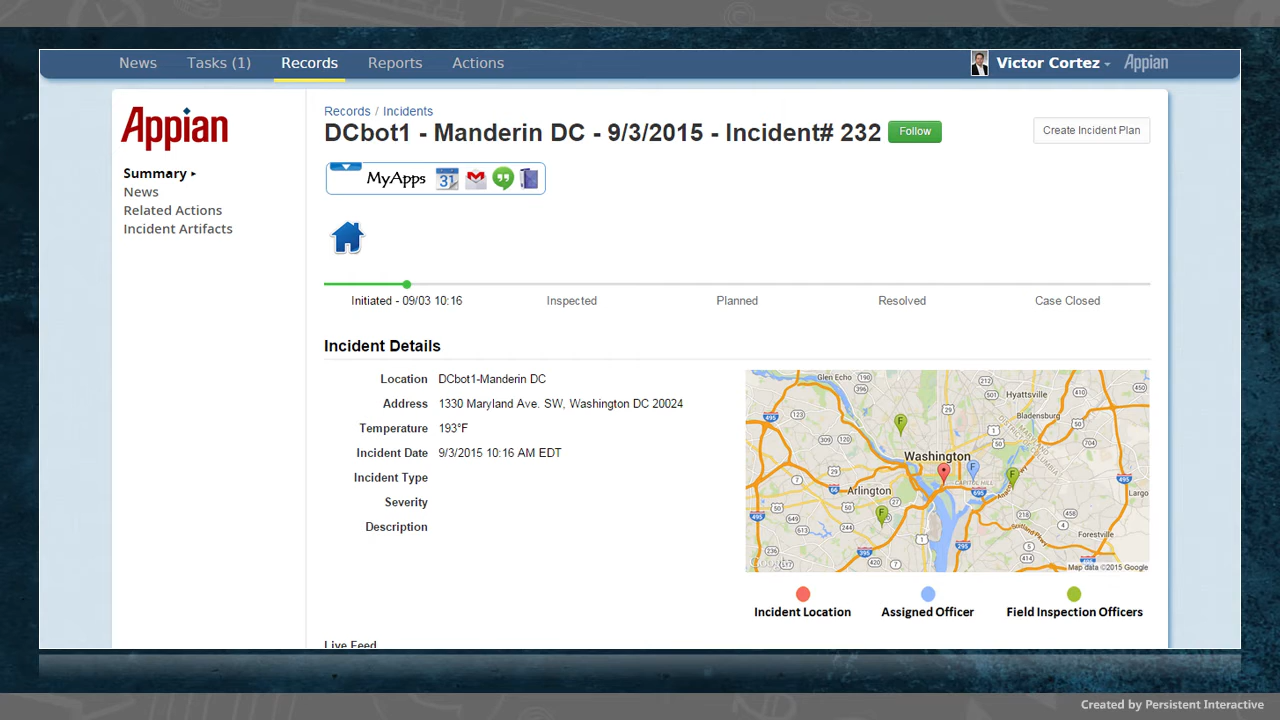 News Tasks (1) Records Reports Actions Victor Cortez Appian
Appian
Summary
News
Related Actions
Incident Artifacts
Records / Incidents
DCbot1 - Manderin DC - 9/3/2015 - Incident# 232 Follow
Create Incident Plan
MyApps 31
Initiated - 09/03 10:16 Inspected Planned Resolved Case Closed
Incident Details
Location DCbot1-Manderin DC
Address 1330 Maryland Ave. SW, Washington DC 20024
Temperature 193°F
Incident Date 9/3/2015 10:16 AM EDT
Incident Type
Severity
Description
Glen Echo
Hyattsville
Bladensburg
Washington
Arlington
Largo
Forestville
Map data ©2015 Google
Incident Location Assigned Officer Field Inspection Officers
Live Feed
Created by Persistent Interactive